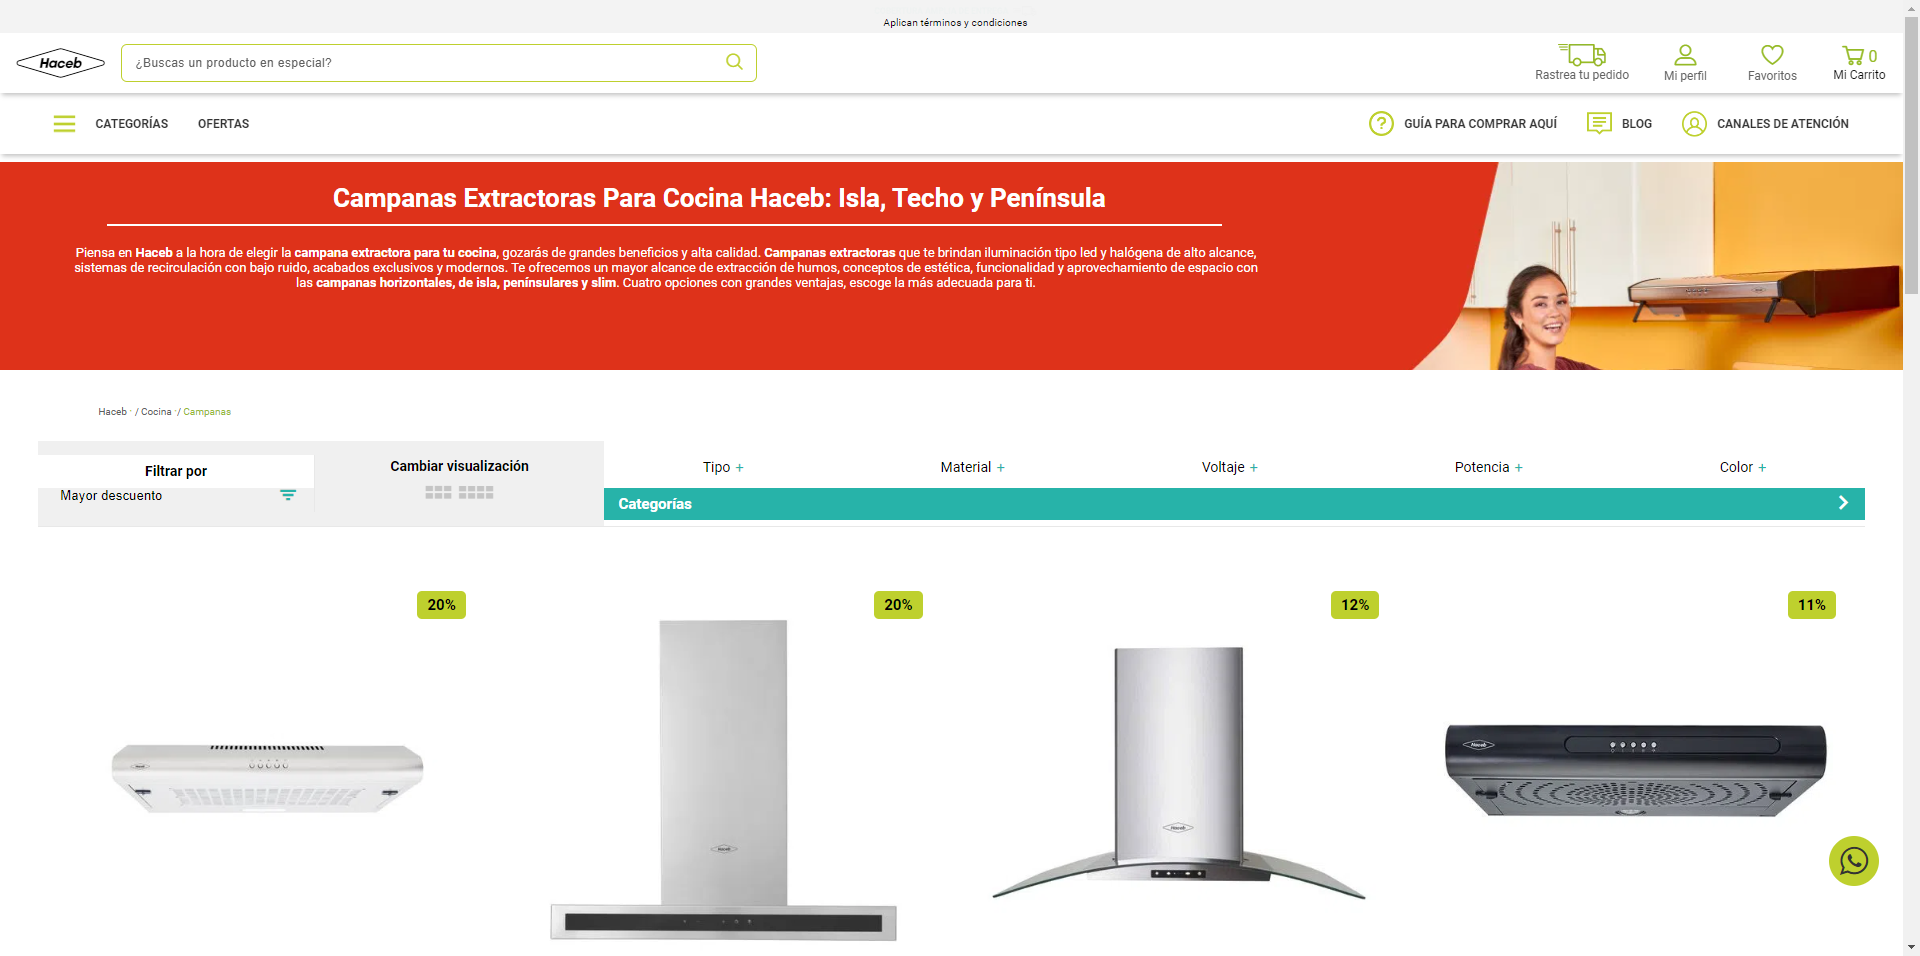 Aplican términos y condiciones
Haceb
¿Buscas un producto en especial?
Rastrea tu pedido
Mi perfil
Favoritos
0
Mi Carrito
CATEGORÍAS
OFERTAS
GUÍA PARA COMPRAR AQUÍ
BLOG
CANALES DE ATENCIÓN
Campanas Extractoras Para Cocina Haceb: Isla, Techo y Península
Piensa en Haceb a la hora de elegir la campana extractora para tu cocina, gozarás de grandes beneficios y alta calidad. Campanas extractoras que te brindan iluminación tipo led y halógena de alto alcance,
sistemas de recirculación con bajo ruido, acabados exclusivos y modernos. Te ofrecemos un mayor alcance de extracción de humos, conceptos de estética, funcionalidad y aprovechamiento de espacio con
las campanas horizontales, de isla, penínsulares y slim. Cuatro opciones con grandes ventajas, escoge la más adecuada para ti.
Haceb / Cocina / Campanas
Filtrar por
Mayor descuento
Cambiar visualización
Tipo +
Material +
Voltaje +
Potencia +
Color +
Categorías
20%
20%
12%
11%
Haceb
Haceb
Haceb
Haceb